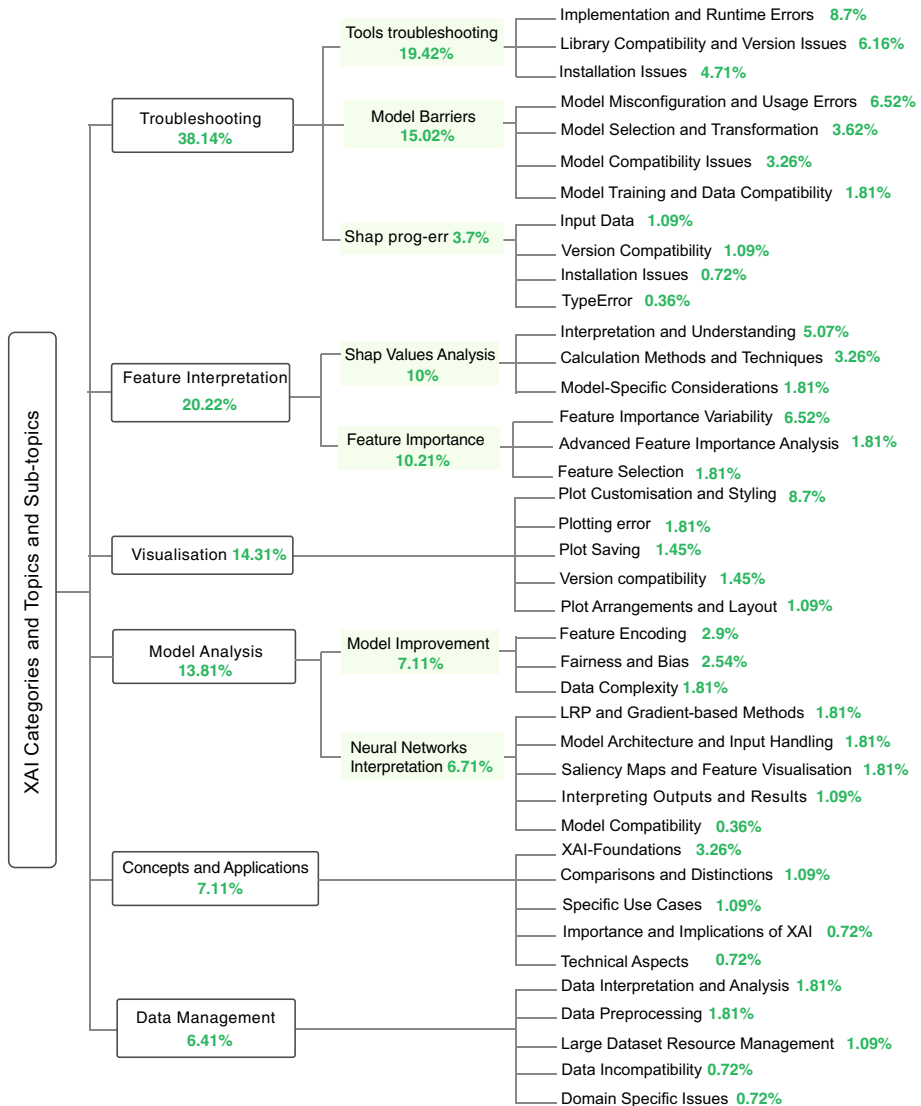 XAI Categories and Topics and Sub-topics
Troubleshooting
38.14%
Tools troubleshooting
19.42%
Implementation and Runtime Errors 8.7%
Library Compatibility and Version Issues 6.16%
Installation Issues 4.71%
Model Barriers
15.02%
Model Misconfiguration and Usage Errors 6.52%
Model Selection and Transformation 3.62%
Model Compatibility Issues 3.26%
Model Training and Data Compatibility 1.81%
Shap prog-err 3.7%
Input Data 1.09%
Version Compatibility 1.09%
Installation Issues 0.72%
TypeError 0.36%
Feature Interpretation
20.22%
Shap Values Analysis
10%
Interpretation and Understanding 5.07%
Calculation Methods and Techniques 3.26%
Model-Specific Considerations 1.81%
Feature Importance
10.21%
Feature Importance Variability 6.52%
Advanced Feature Importance Analysis 1.81%
Feature Selection 1.81%
Visualisation 14.31%
Plot Customisation and Styling 8.7%
Plotting error 1.81%
Plot Saving 1.45%
Version compatibility 1.45%
Plot Arrangements and Layout 1.09%
Model Analysis
13.81%
Model Improvement
7.11%
Feature Encoding 2.9%
Fairness and Bias 2.54%
Data Complexity 1.81%
Neural Networks
Interpretation 6.71%
LRP and Gradient-based Methods 1.81%
Model Architecture and Input Handling 1.81%
Saliency Maps and Feature Visualisation 1.81%
Interpreting Outputs and Results 1.09%
Model Compatibility 0.36%
Concepts and Applications
7.11%
XAI-Foundations 3.26%
Comparisons and Distinctions 1.09%
Specific Use Cases 1.09%
Importance and Implications of XAI 0.72%
Technical Aspects 0.72%
Data Management
6.41%
Data Interpretation and Analysis 1.81%
Data Preprocessing 1.81%
Large Dataset Resource Management 1.09%
Data Incompatibility 0.72%
Domain Specific Issues 0.72%